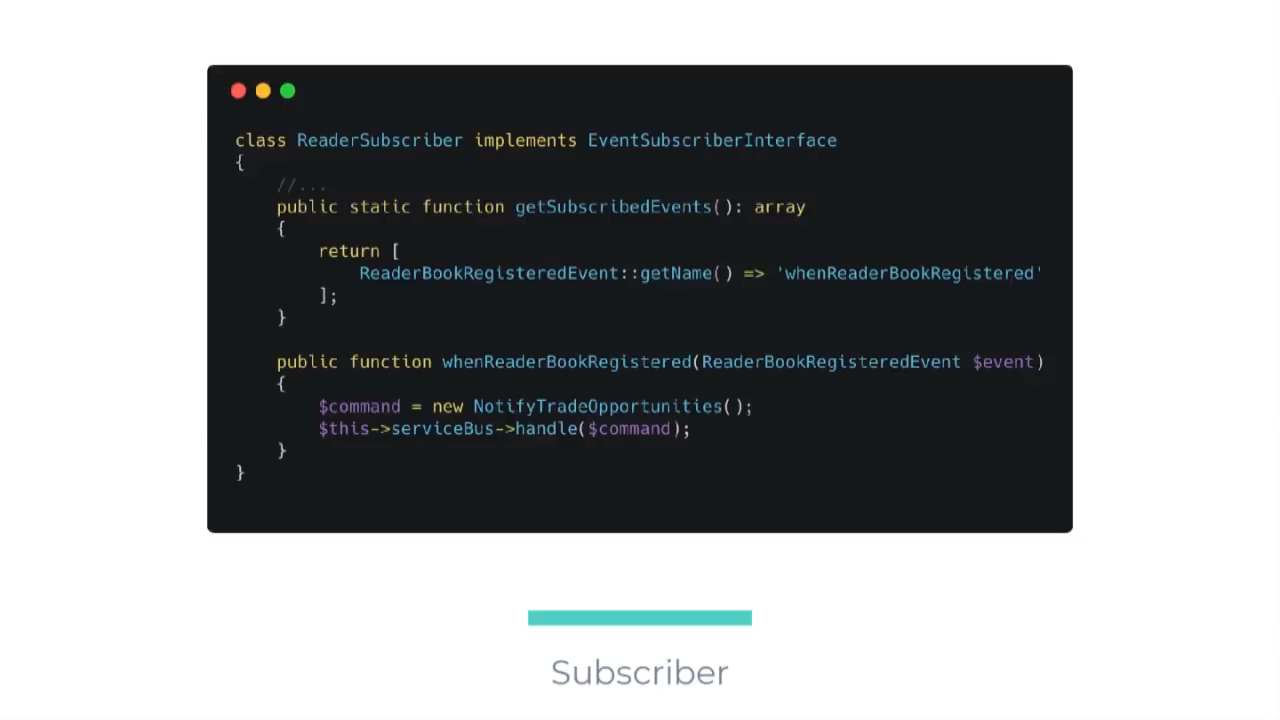 class ReaderSubscriber implements EventSubscriberInterface
{
    //...
    public static function getSubscribedEvents(): array
    {
        return [
            ReaderBookRegisteredEvent::getName() => 'whenReaderBookRegistered'
        ];
    }

    public function whenReaderBookRegistered(ReaderBookRegisteredEvent $event)
    {
        $command = new NotifyTradeOpportunities();
        $this->serviceBus->handle($command);
    }
}
Subscriber